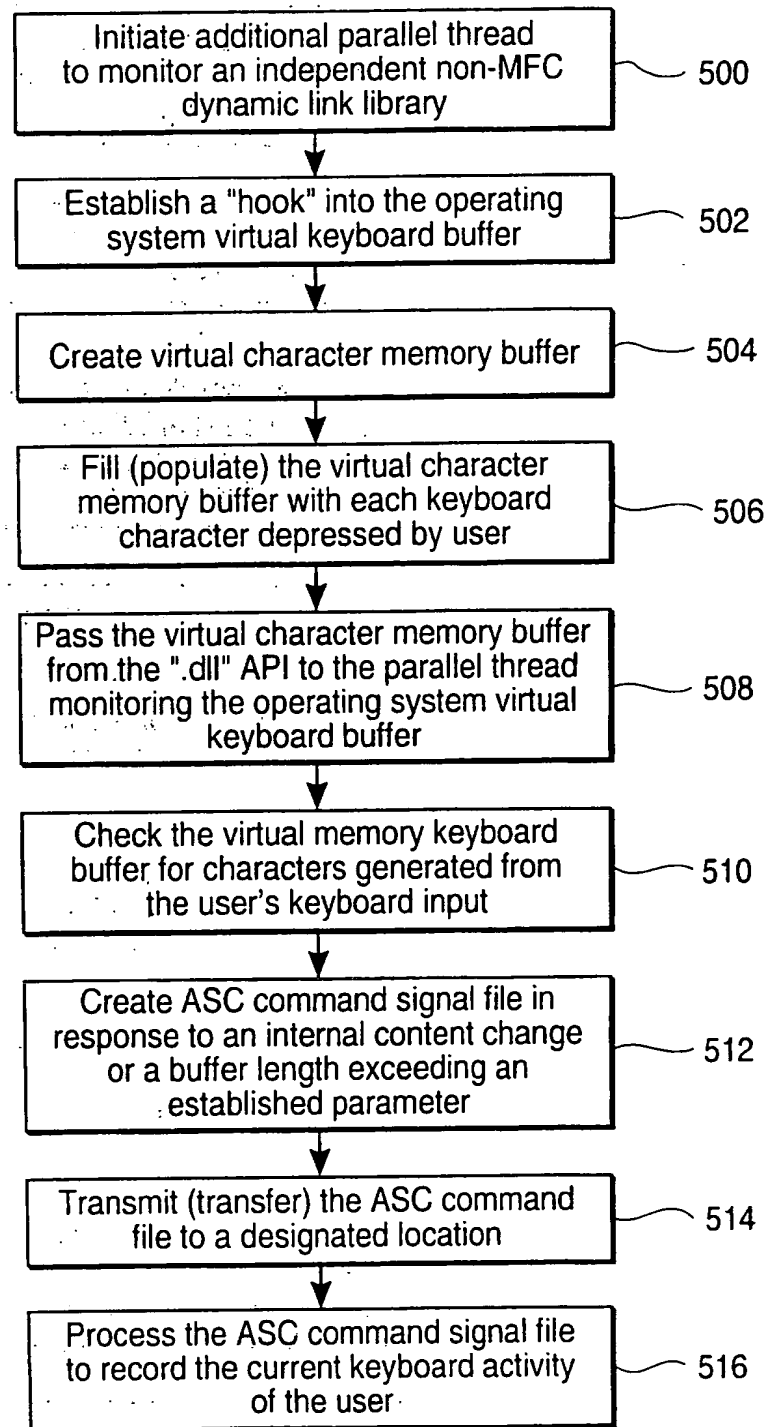 Initiate additional parallel thread
to monitor an independent non-MFC
dynamic link library
500
Establish a "hook" into the operating
system virtual keyboard buffer
502
Create virtual character memory buffer
504
Fill (populate) the virtual character
memory buffer with each keyboard
character depressed by user
506
Pass the virtual character memory buffer
from the ".dll" API to the parallel thread
monitoring the operating system virtual
keyboard buffer
508
Check the virtual memory keyboard
buffer for characters generated from
the user's keyboard input
510
Create ASC command signal file in
response to an internal content change
or a buffer length exceeding an
established parameter
512
Transmit (transfer) the ASC command
file to a designated location
514
Process the ASC command signal file
to record the current keyboard activity
of the user
516